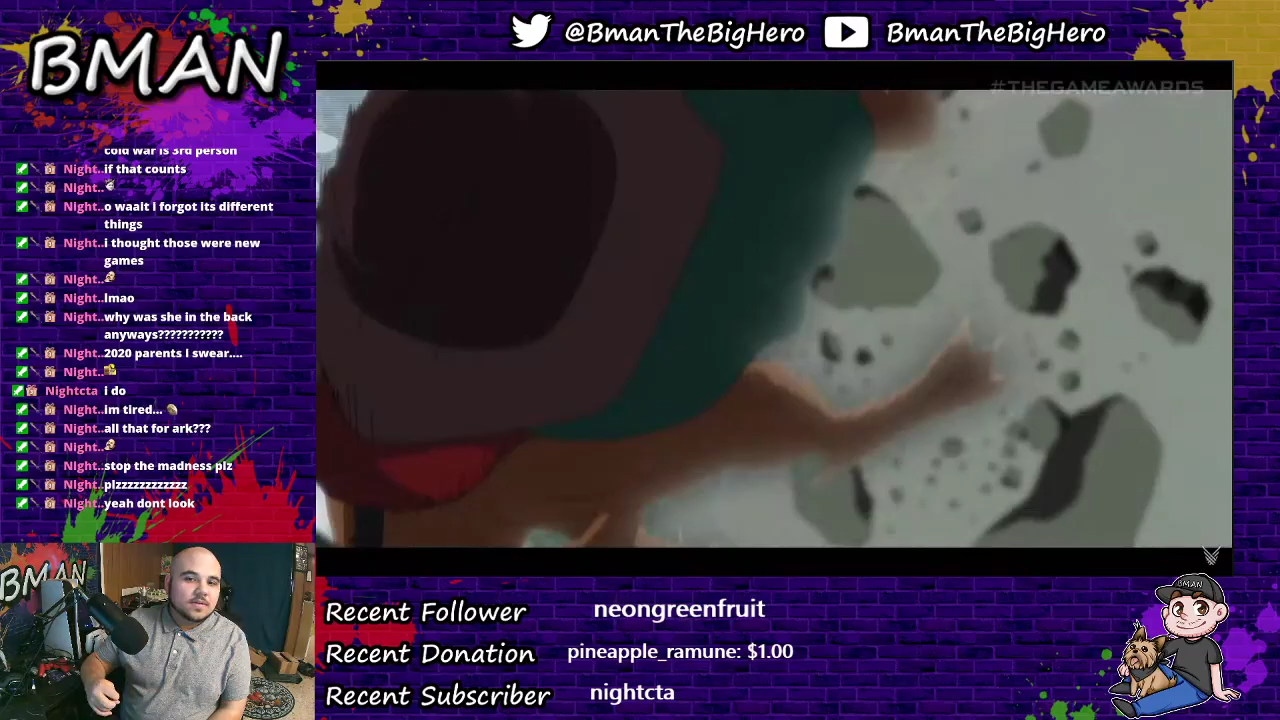 BMAN
@BmanTheBigHero
BmanTheBigHero
#THEGAMEAWARDS
cold war is 3rd person
Night.. if that counts
Night..
Night.. o waait i forgot its different
things
Night.. i thought those were new
games
Night..
Night.. lmao
Night.. why was she in the back
anyways???????????
Night.. 2020 parents I swear....
Night..
Nightcta i do
Night.. im tired...
Night.. all that for ark???
Night..
Night.. stop the madness plz
Night.. plzzzzzzzzzzzz
Night.. yeah dont look
BMAN
Recent Follower neongreenfruit
Recent Donation pineapple_ramune: $1.00
Recent Subscriber nightcta
BMAN